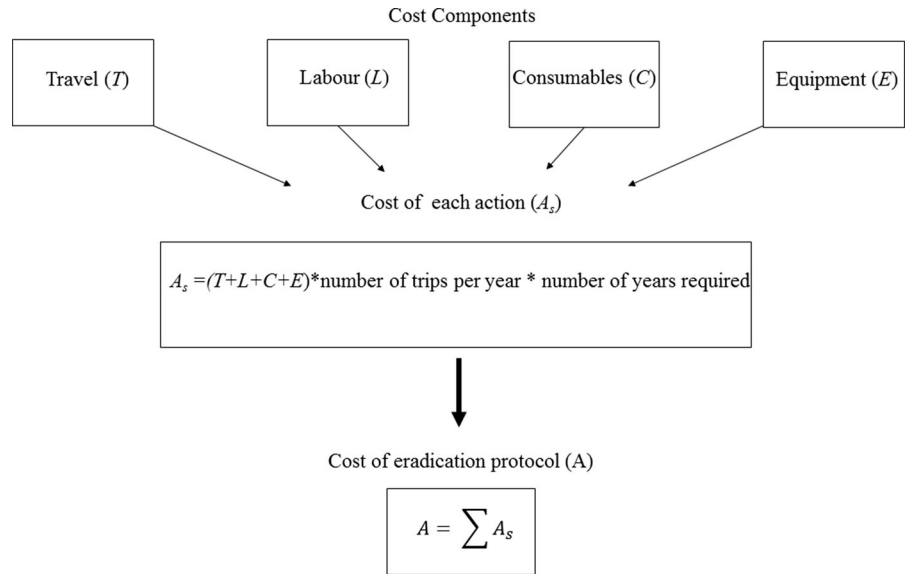 Cost Components
Travel (T)
Labour (L)
Consumables (C)
Equipment (E)
Cost of each action (Aₛ)
Aₛ =(T+L+C+E)*number of trips per year * number of years required
Cost of eradication protocol (A)
A = ∑ Aₛ